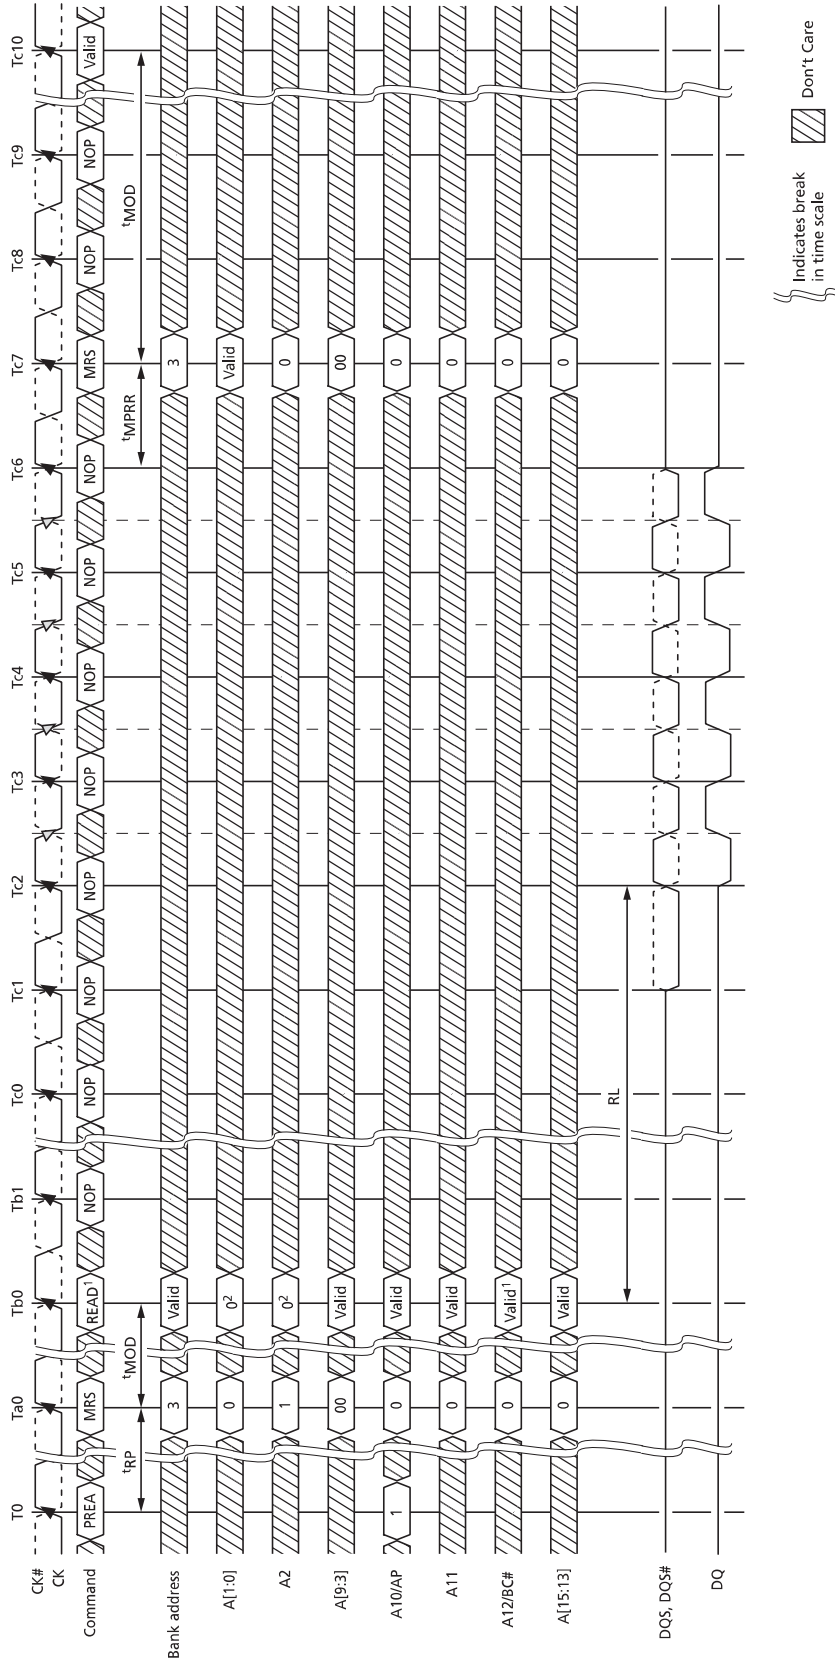 T0 Ta0 Tb0 Tb1 Tc0 Tc1 Tc2 Tc3 Tc4 Tc5 Tc6 Tc7 Tc8 Tc9 Tc10
CK#
CK
Command PREA MRS READ1 NOP NOP NOP NOP NOP NOP NOP NOP MRS NOP NOP Valid
tRP tMOD tMPRR tMOD
Bank address 3 Valid 3
A[1:0] 0 02 Valid
A2 1 02 0
A[9:3] 00 Valid 00
A10/AP 1 0 Valid 0
A11 0 Valid 0
A12/BC# 0 Valid1 0
A[15:13] 0 Valid 0
RL
DQS, DQS#
DQ
Indicates break
in time scale
Don't Care